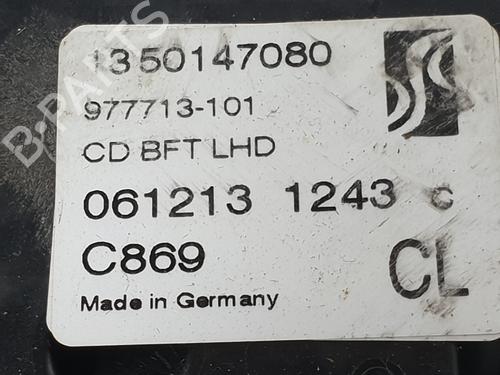 1350147080
977713-101
CD BFT LHD
061213 1243 c
C869
CL
Made in Germany
B-PARTS